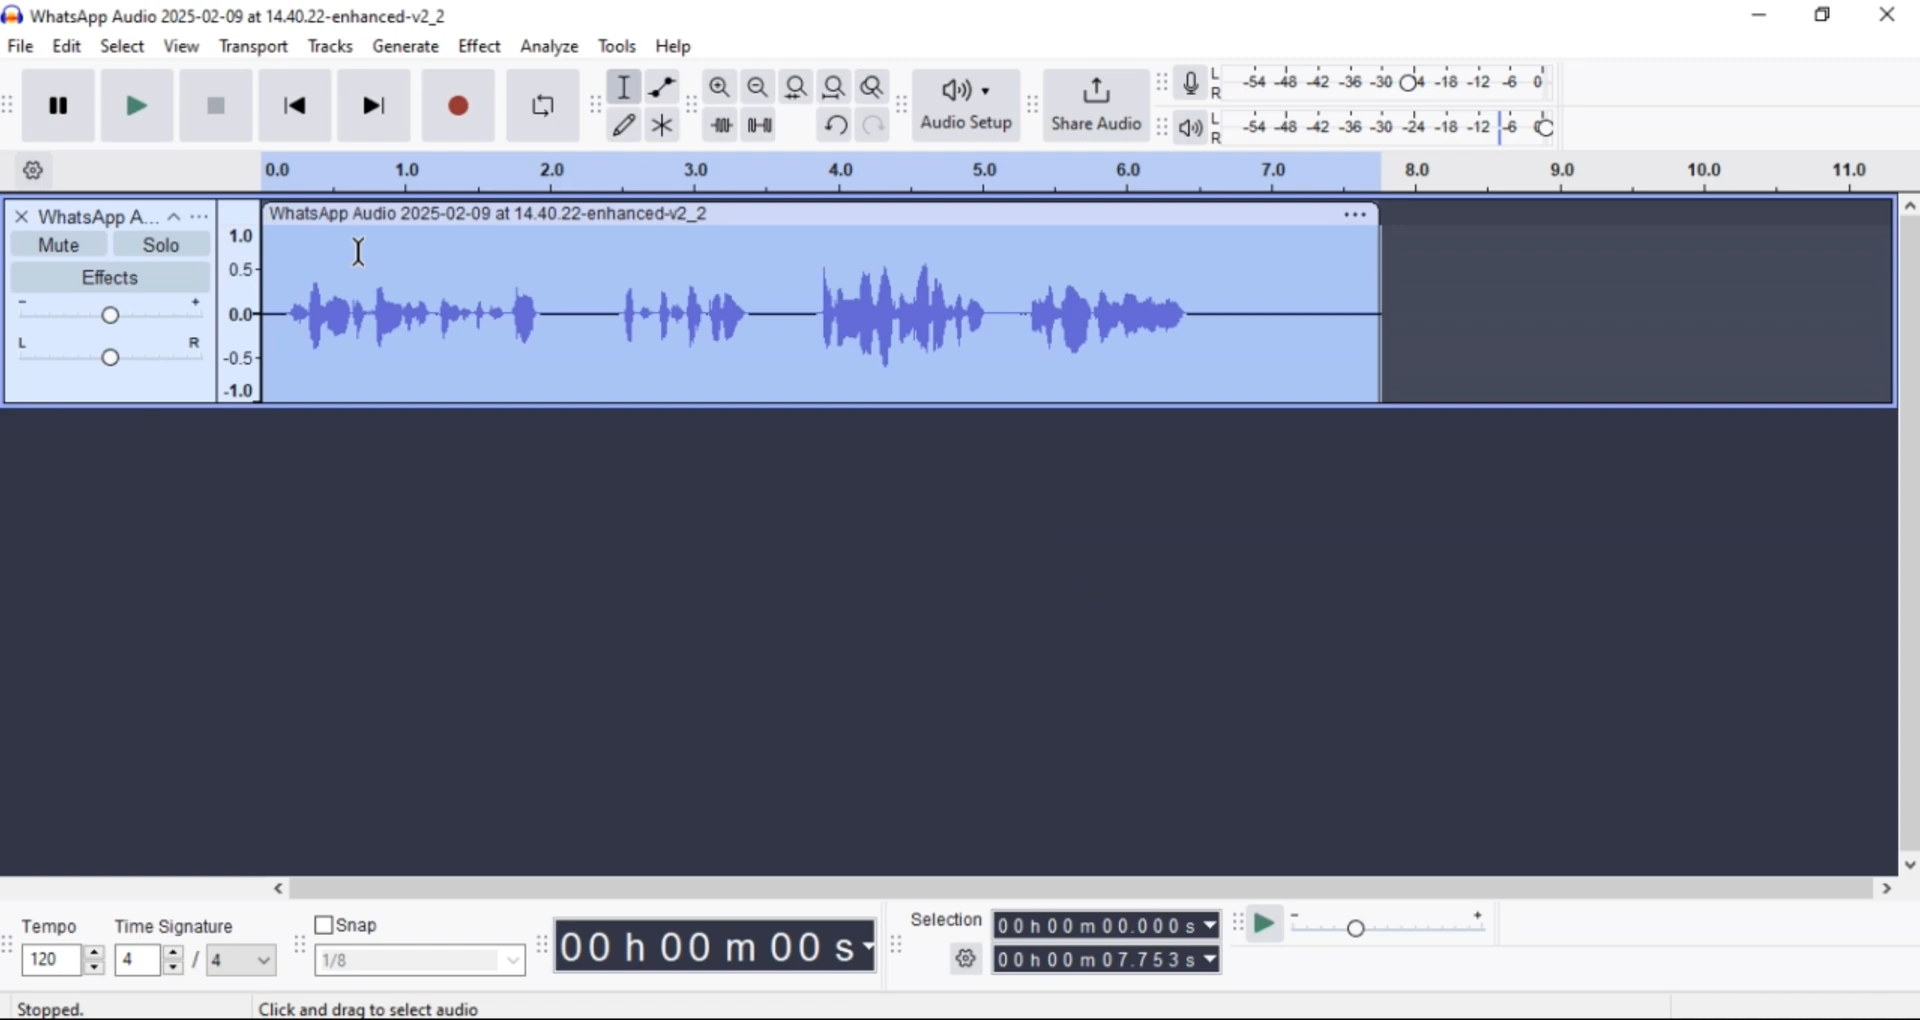 WhatsApp Audio 2025-02-09 at 14.40.22-enhanced-v2_2
File Edit Select View Transport Tracks Generate Effect Analyze Tools Help
Audio Setup
Share Audio
L
R
-54 -48 -42 -36 -30 -18 -12 -6 0
L
R
-54 -48 -42 -36 -30 -24 -18 -12 -6
0.0 1.0 2.0 3.0 4.0 5.0 6.0 7.0 8.0 9.0 10.0 11.0
WhatsApp A... ...
WhatsApp Audio 2025-02-09 at 14.40.22-enhanced-v2_2 ...
Mute Solo
Effects
- +
L R
1.0
0.5
0.0
-0.5
-1.0
Tempo
120
Time Signature
4 / 4
Snap
1/8
00 h 00 m 00 s
Selection
00 h 00 m 00.000 s
00 h 00 m 07.753 s
- +
Stopped.
Click and drag to select audio